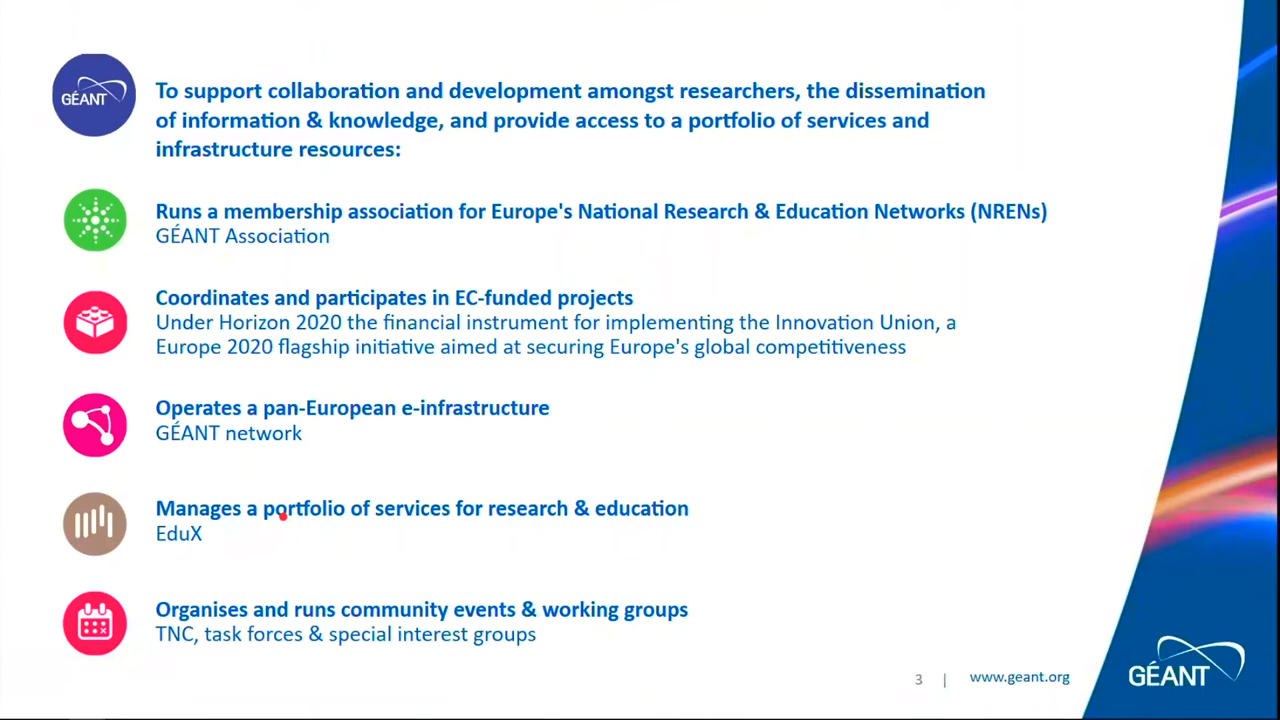 GÉANT
To support collaboration and development amongst researchers, the dissemination
of information & knowledge, and provide access to a portfolio of services and
infrastructure resources:
Runs a membership association for Europe's National Research & Education Networks (NRENs)
GÉANT Association
Coordinates and participates in EC-funded projects
Under Horizon 2020 the financial instrument for implementing the Innovation Union, a
Europe 2020 flagship initiative aimed at securing Europe's global competitiveness
Operates a pan-European e-infrastructure
GÉANT network
Manages a portfolio of services for research & education
EduX
Organises and runs community events & working groups
TNC, task forces & special interest groups
3 | www.geant.org
GÉANT